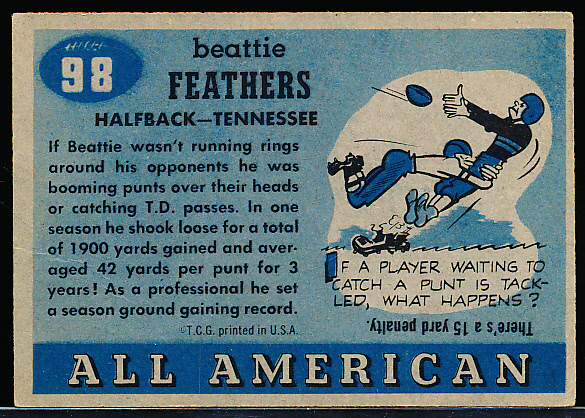 98
beattie
FEATHERS
HALFBACK—TENNESSEE
If Beattie wasn't running rings
around his opponents he was
booming punts over their heads
or catching T.D. passes. In one
season he shook loose for a total
of 1900 yards gained and aver-
aged 42 yards per punt for 3
years! As a professional he set
a season ground gaining record.
©T.C.G. printed in U.S.A.
IF A PLAYER WAITING TO
CATCH A PUNT IS TACK-
LED, WHAT HAPPENS?
There's a 15 yard penalty.
ALL AMERICAN